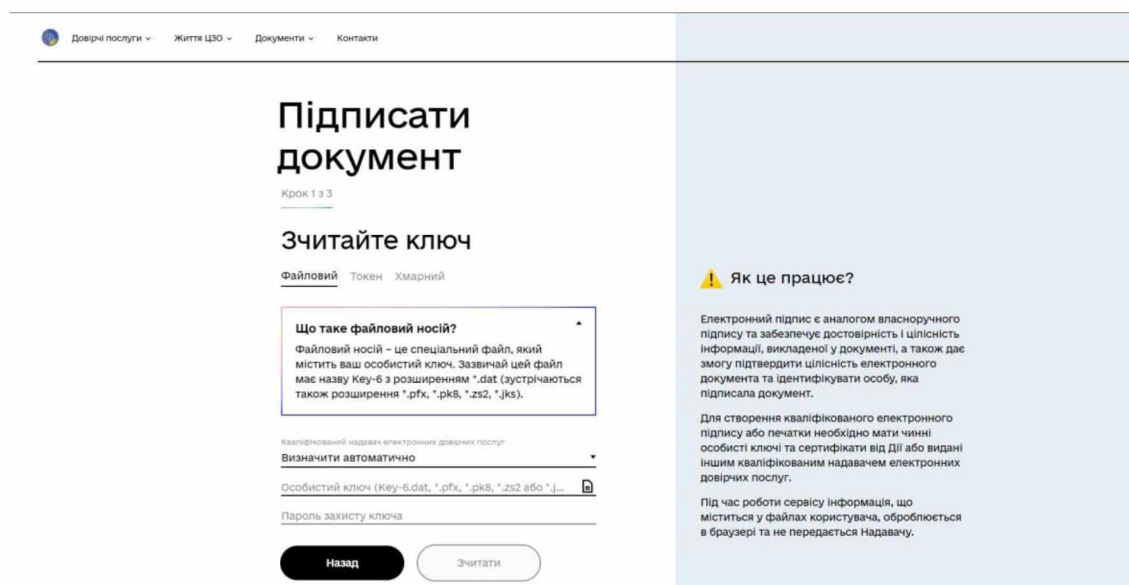 Довірчі послуги Життя ЦЗО Документи Контакти
Підписати
документ
Крок 1 з 3
Зчитайте ключ
Файловий Токен Хмарний
Що таке файловий носій?
Файловий носій – це спеціальний файл, який
містить ваш особистий ключ. Зазвичай цей файл
має назву Key-6 з розширенням *.dat (зустрічаються
також розширення *.pfx, *.pk8, *.zs2, *.jks).
Кваліфікований надавач електронних довірчих послуг
Визначити автоматично
Особистий ключ (Key-6.dat, *.pfx, *.pk8, *.zs2 або *.j...
Пароль захисту ключа
Назад Зчитати
Як це працює?
Електронний підпис є аналогом власноручного
підпису та забезпечує достовірність і цілісність
інформації, викладеної у документі, а також дає
змогу підтвердити цілісність електронного
документа та ідентифікувати особу, яка
підписала документ.
Для створення кваліфікованого електронного
підпису або печатки необхідно мати чинні
особисті ключі та сертифікати від Дії або видані
іншим кваліфікованим надавачем електронних
довірчих послуг.
Під час роботи сервісу інформація, що
міститься у файлах користувача, оброблюється
в браузері та не передається Надавачу.